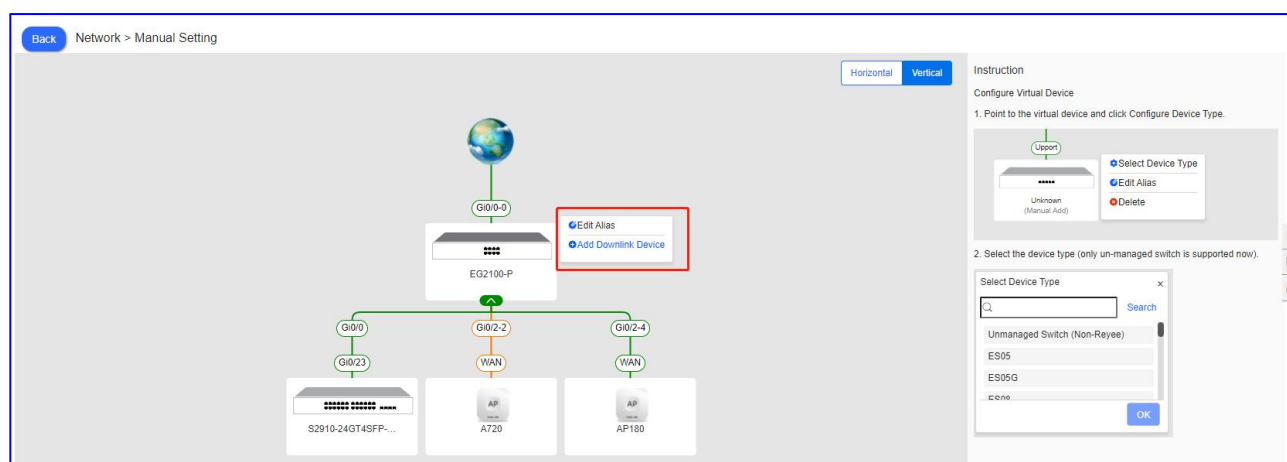 Back
Network > Manual Setting
Horizontal
Vertical
Gi0/0-0
Edit Alias
Add Downlink Device
EG2100-P
Gi0/0
Gi0/2-2
Gi0/2-4
Gi0/23
WAN
WAN
AP
AP
S2910-24GT4SFP-...
A720
AP180
Instruction
Configure Virtual Device
1. Point to the virtual device and click Configure Device Type.
Upport
Select Device Type
Edit Alias
Delete
Unknown
(Manual Add)
2. Select the device type (only un-managed switch is supported now).
Select Device Type
x
Search
Unmanaged Switch (Non-Reyee)
ES05
ES05G
ES08
OK